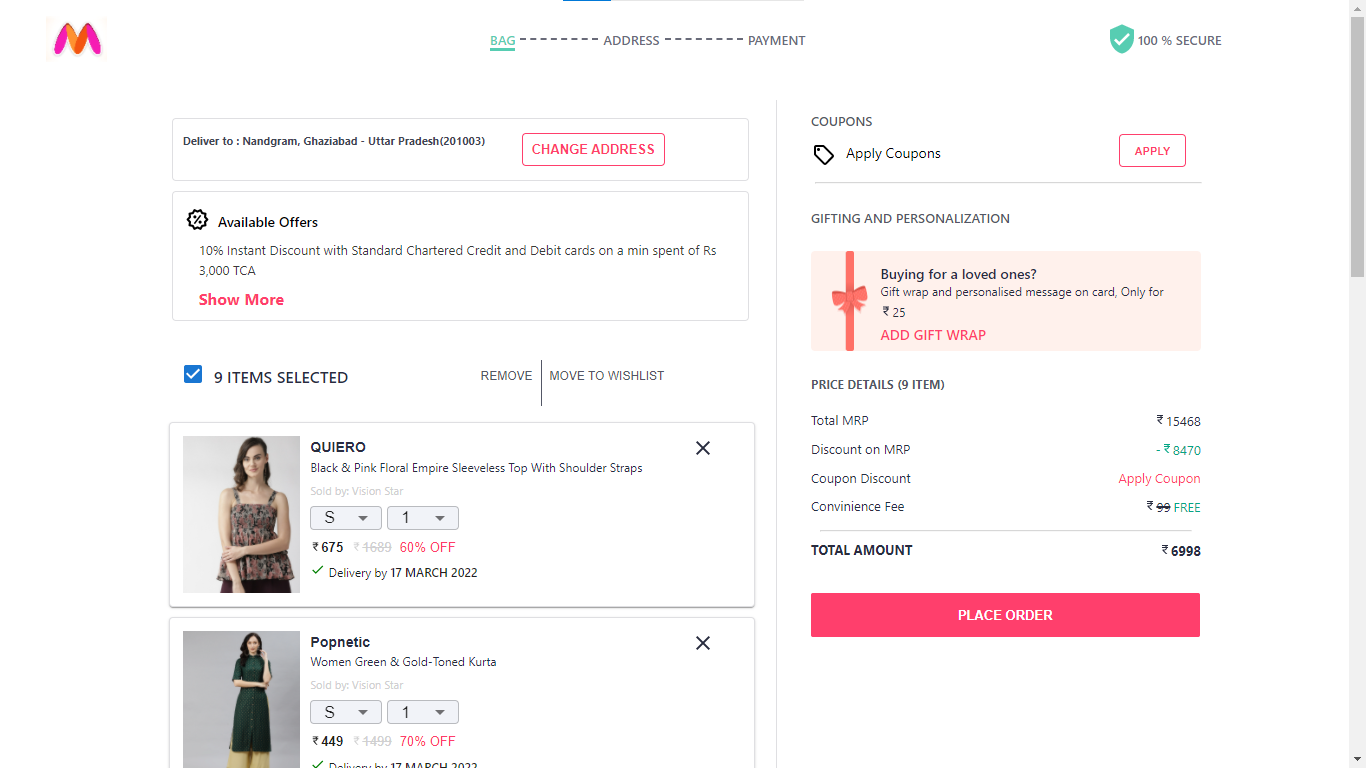 BAG ADDRESS PAYMENT
100 % SECURE
Deliver to : Nandgram, Ghaziabad - Uttar Pradesh(201003)
CHANGE ADDRESS
Available Offers
10% Instant Discount with Standard Chartered Credit and Debit cards on a min spent of Rs
3,000 TCA
Show More
9 ITEMS SELECTED
REMOVE
MOVE TO WISHLIST
QUIERO
Black & Pink Floral Empire Sleeveless Top With Shoulder Straps
Sold by: Vision Star
S 1
₹ 675 ₹ 1689 60% OFF
Delivery by 17 MARCH 2022
Popnetic
Women Green & Gold-Toned Kurta
Sold by: Vision Star
S 1
₹ 449 ₹ 1499 70% OFF
Delivery by 17 MARCH 2022
COUPONS
Apply Coupons
APPLY
GIFTING AND PERSONALIZATION
Buying for a loved ones?
Gift wrap and personalised message on card, Only for
₹ 25
ADD GIFT WRAP
PRICE DETAILS (9 ITEM)
Total MRP ₹ 15468
Discount on MRP - ₹ 8470
Coupon Discount Apply Coupon
Convinience Fee ₹ 99 FREE
TOTAL AMOUNT ₹ 6998
PLACE ORDER